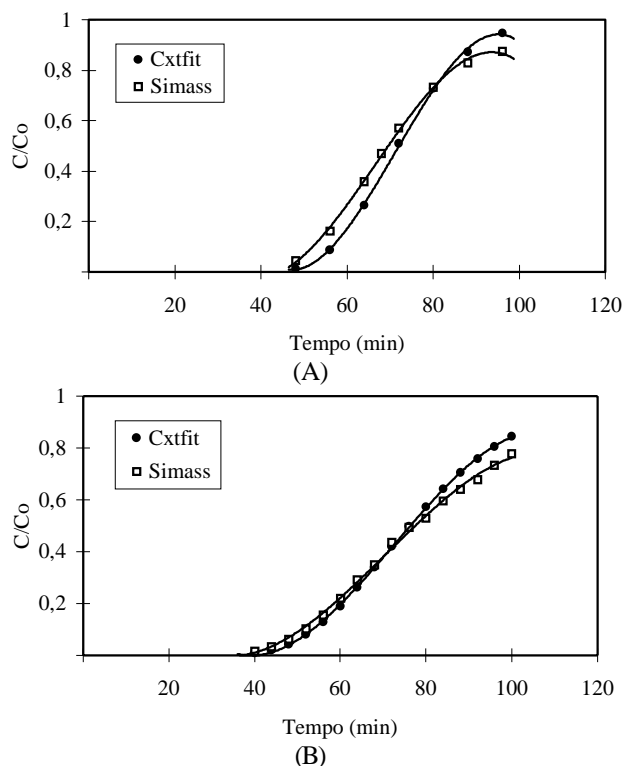 1
Cxtfit
0,8
Simass
0,6
C/Co
0,4
0,2
20 40 60 80 100 120
Tempo (min)
(A)
1
Cxtfit
0,8
Simass
0,6
C/Co
0,4
0,2
20 40 60 80 100 120
Tempo (min)
(B)